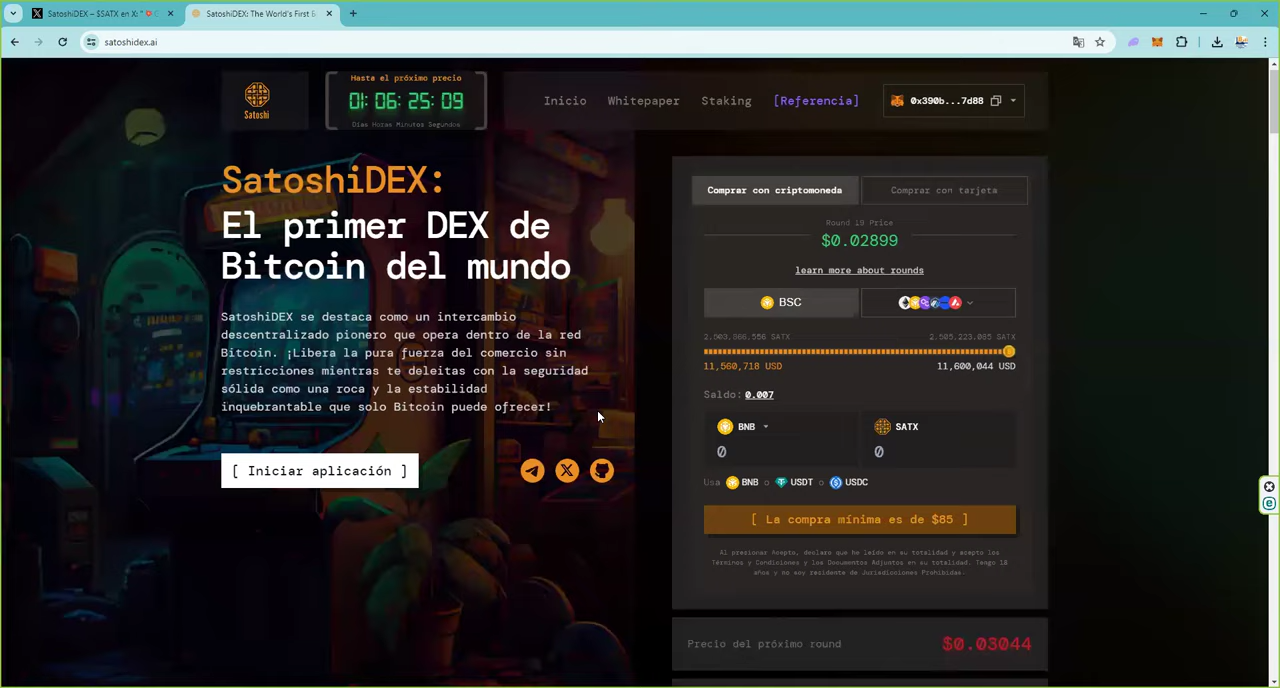 SatoshiDEX – $SATX en X: "
SatoshiDEX: The World's First &
satoshidex.ai
Satoshi
Hasta el próximo precio
01: 06: 25: 09
Días Horas Minutos Segundos
Inicio Whitepaper Staking [Referencia]
0x390b...7d88
SatoshiDEX:
El primer DEX de
Bitcoin del mundo
SatoshiDEX se destaca como un intercambio
descentralizado pionero que opera dentro de la red
Bitcoin. ¡Libera la pura fuerza del comercio sin
restricciones mientras te deleitas con la seguridad
sólida como una roca y la estabilidad
inquebrantable que solo Bitcoin puede ofrecer!
[ Iniciar aplicación ]
Comprar con criptomoneda Comprar con tarjeta
Round 19 Price
$0.02899
learn more about rounds
BSC
SATX SATX
11,560,718 USD 11,600,044 USD
Saldo: 0.007
BNB SATX
0 0
Usa BNB o USDT o USDC
[ La compra mínima es de $85 ]
Al presionar Acepto, declaro que he leído en su totalidad y acepto los
Términos y Condiciones y los Documentos Adjuntos en su totalidad. Tengo 18
años y no soy residente de Jurisdicciones Prohibidas.
Precio del próximo round $0.03044